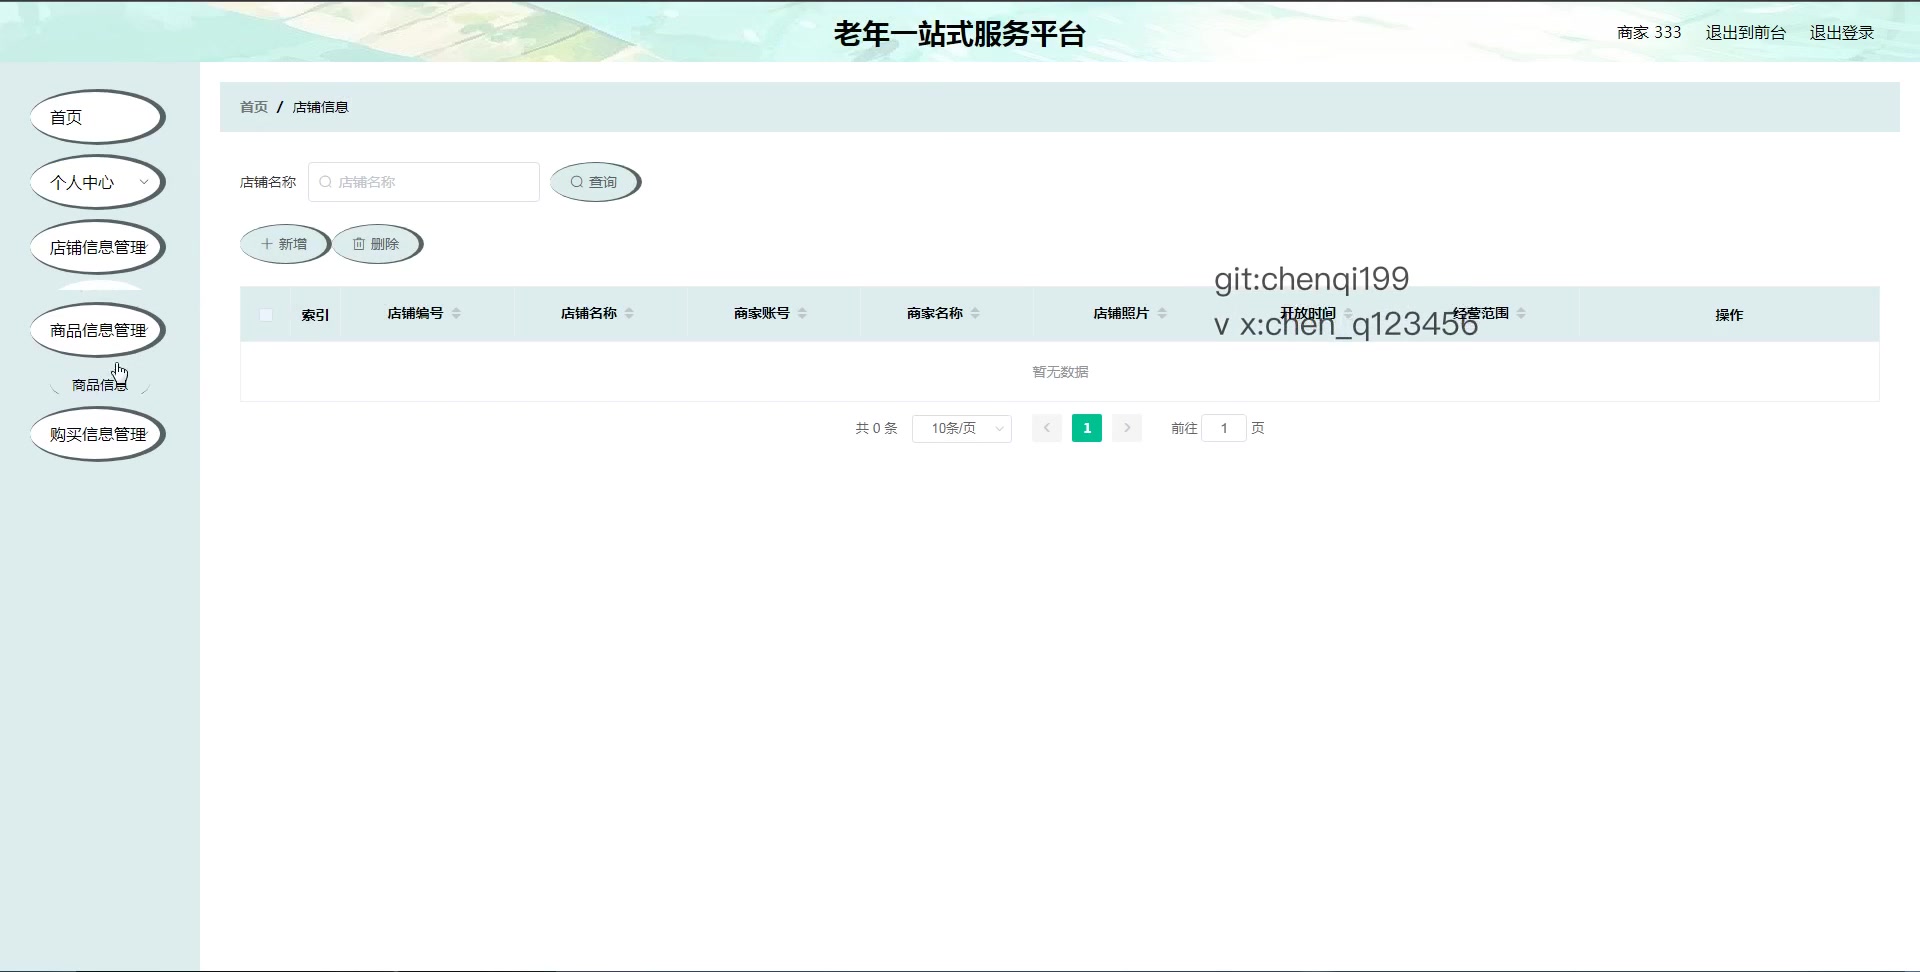 老年一站式服务平台
商家 333 退出到前台 退出登录
首页
个人中心
店铺信息管理
商品信息管理
商品信息
购买信息管理
首页 / 店铺信息
店铺名称 店铺名称 查询
新增 删除
git:chenqi199
v x:chen_q123456
索引 店铺编号 店铺名称 商家账号 商家名称 店铺照片 开放时间 经营范围 操作
暂无数据
共 0 条 10条/页 1 前往 1 页